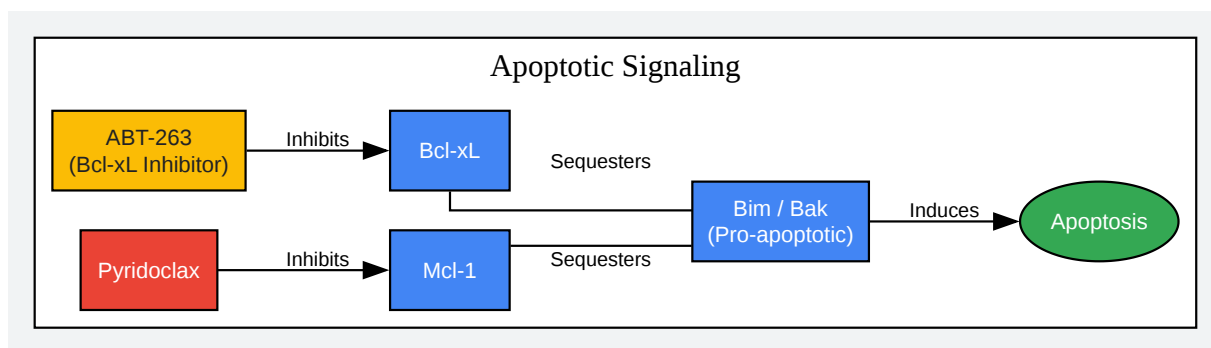 Apoptotic Signaling
ABT-263
(Bcl-xL Inhibitor)
Inhibits
Bcl-xL
Sequesters
Pyridoclax
Inhibits
Mcl-1
Sequesters
Bim / Bak
(Pro-apoptotic)
Induces
Apoptosis